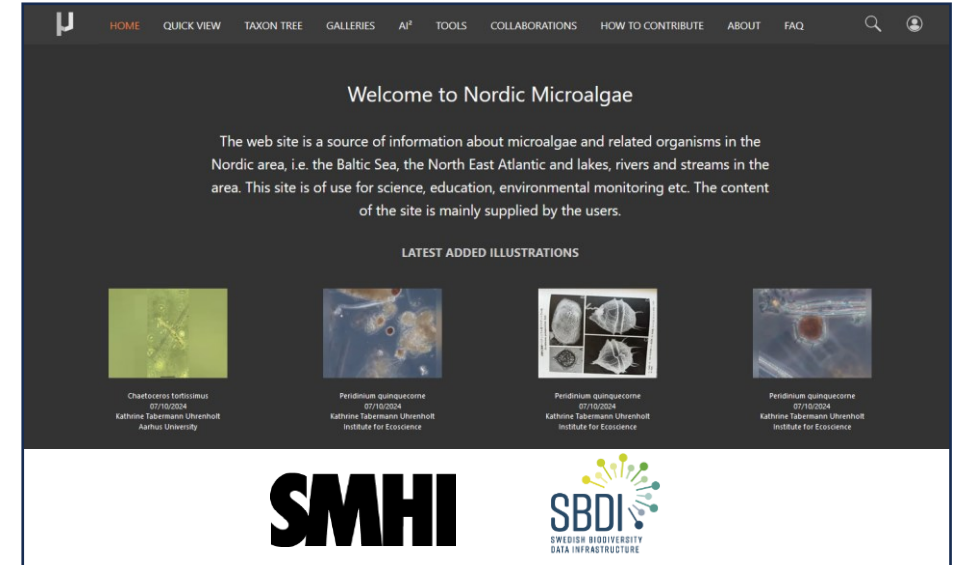 μ HOME QUICK VIEW TAXON TREE GALLERIES AI² TOOLS COLLABORATIONS HOW TO CONTRIBUTE ABOUT FAQ
Welcome to Nordic Microalgae
The web site is a source of information about microalgae and related organisms in the
Nordic area, i.e. the Baltic Sea, the North East Atlantic and lakes, rivers and streams in the
area. This site is of use for science, education, environmental monitoring etc. The content
of the site is mainly supplied by the users.
LATEST ADDED ILLUSTRATIONS
Chaetoceros tortissimus
07/10/2024
Kathrine Tabermann Uhrenholt
Aarhus University
Peridinium quinquecorne
07/10/2024
Kathrine Tabermann Uhrenholt
Institute for Ecoscience
Peridinium quinquecorne
07/10/2024
Kathrine Tabermann Uhrenholt
Institute for Ecoscience
Peridinium quinquecorne
07/10/2024
Kathrine Tabermann Uhrenholt
Institute for Ecoscience
SMHI
SBDI
SWEDISH BIODIVERSITY
DATA INFRASTRUCTURE